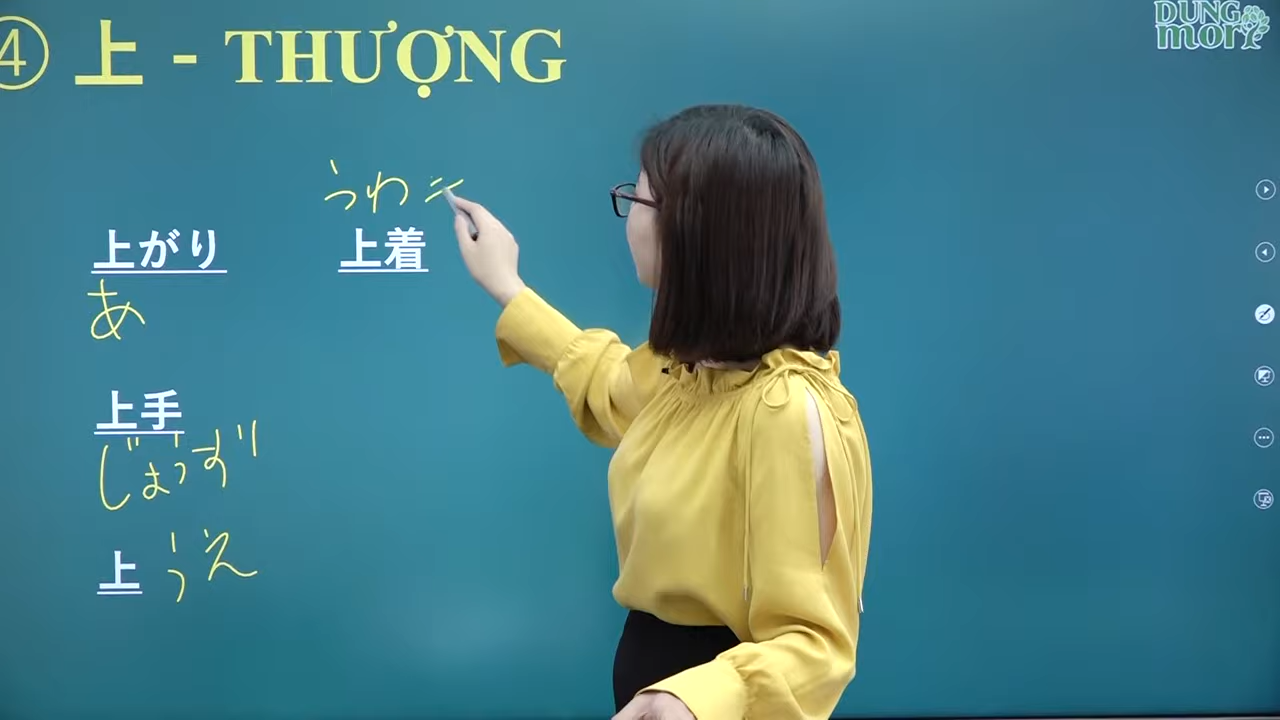 ④ 上 - THƯỢNG
DUNG
mori
うわ
上がり
上着
あ
上手
じょうず
上 うえ